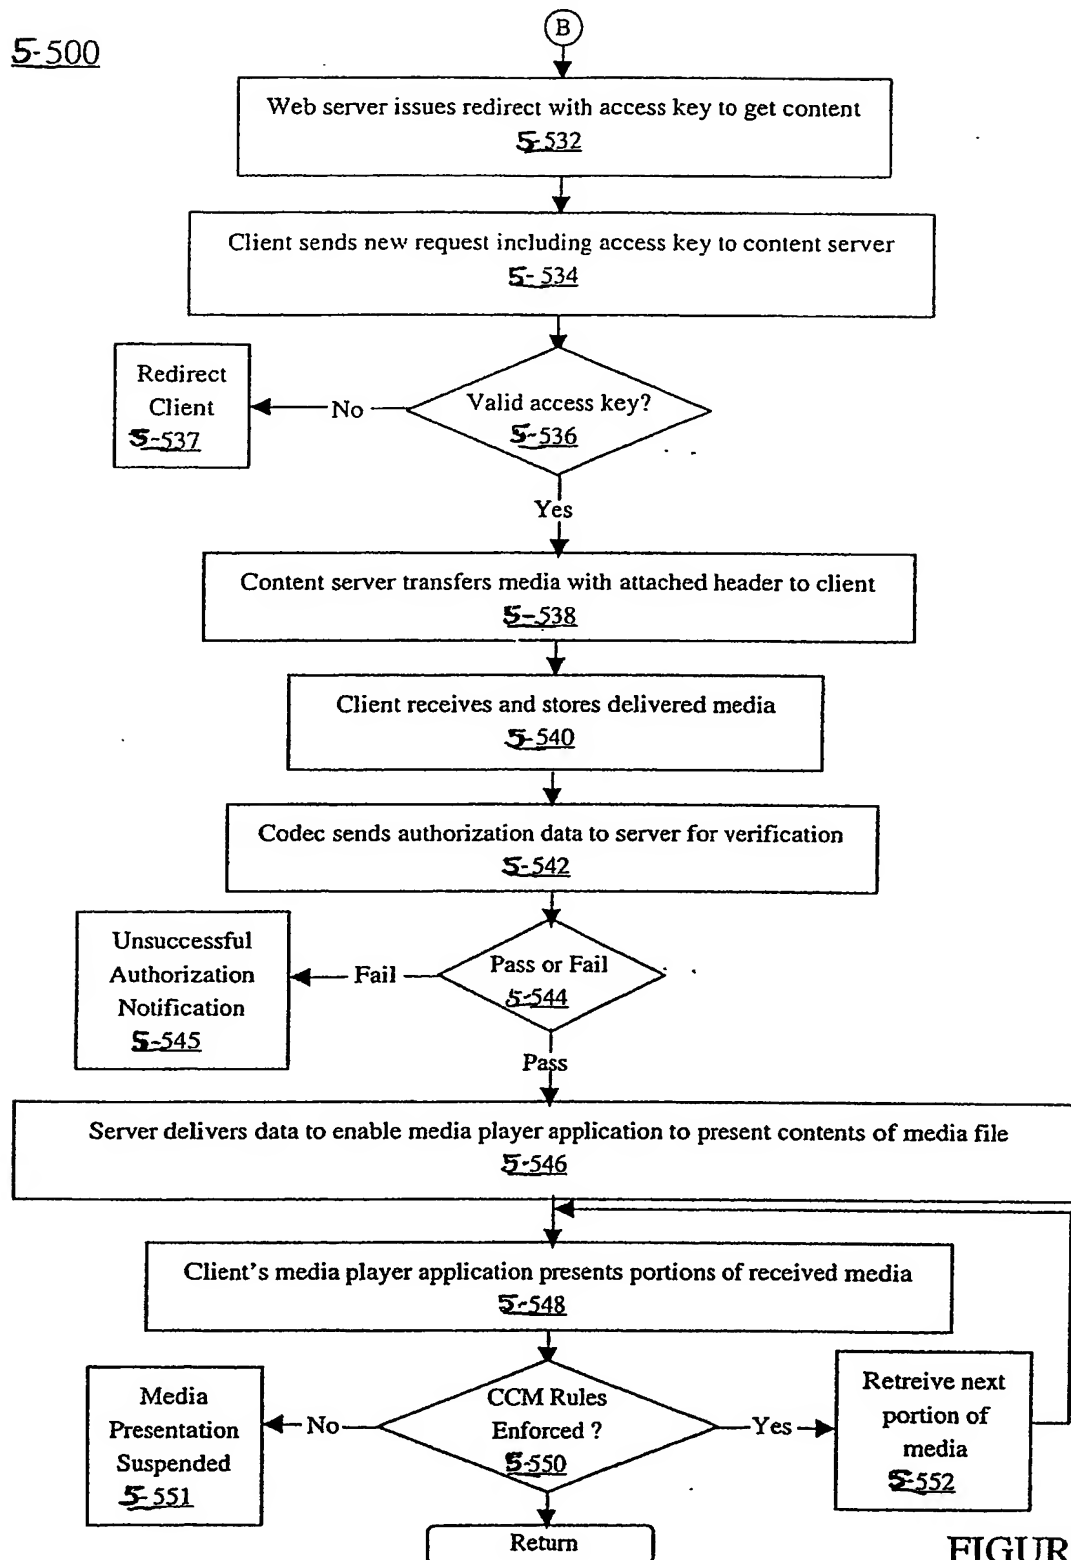 B
5-500
Web server issues redirect with access key to get content
5-532
Client sends new request including access key to content server
5-534
Redirect
Client
5-537
No
Valid access key?
5-536
Yes
Content server transfers media with attached header to client
5-538
Client receives and stores delivered media
5-540
Codec sends authorization data to server for verification
5-542
Unsuccessful
Authorization
Notification
5-545
Fail
Pass or Fail
5-544
Pass
Server delivers data to enable media player application to present contents of media file
5-546
Client's media player application presents portions of received media
5-548
Media
Presentation
Suspended
5-551
No
CCM Rules
Enforced ?
5-550
Yes
Retreive next
portion of
media
5-552
Return
FIGUR